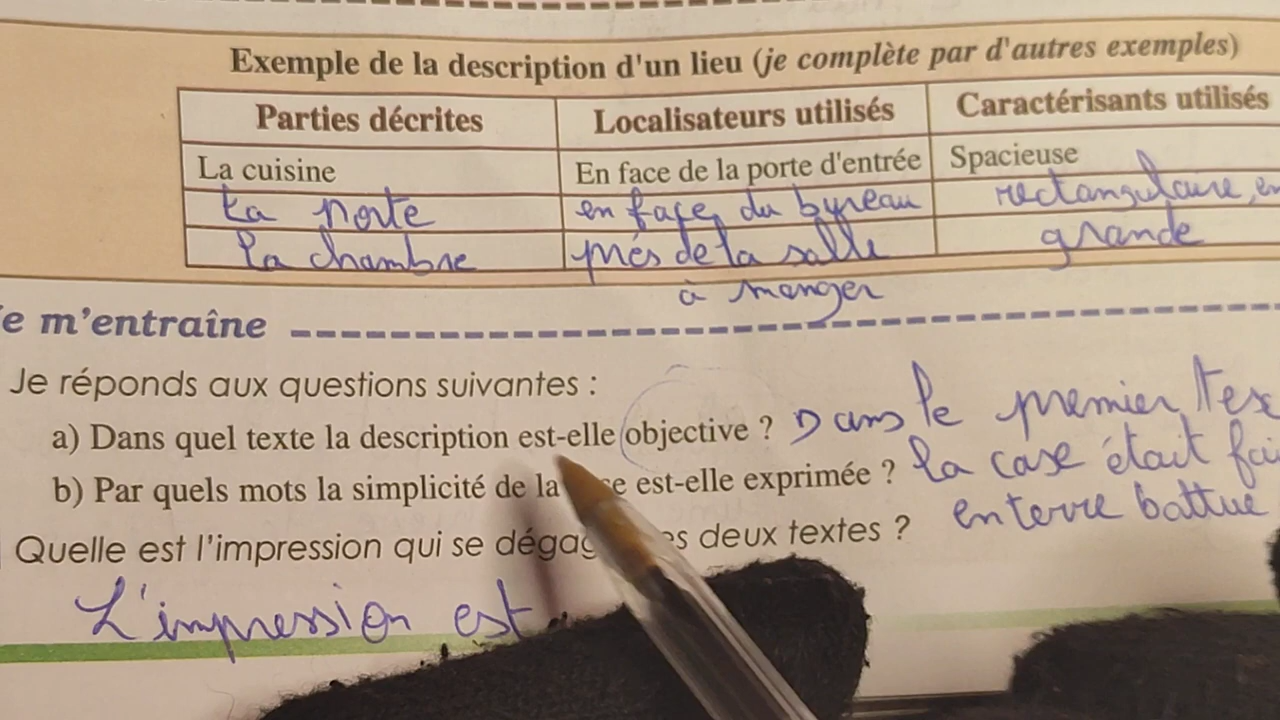 Exemple de la description d'un lieu (je complète par d'autres exemples)
Parties décrites Localisateurs utilisés Caractérisants utilisés
La cuisine En face de la porte d'entrée Spacieuse
La porte en face du bureau rectangulaire, en
la chambre près de la salle grande
à manger
e m'entraîne
Je réponds aux questions suivantes :
a) Dans quel texte la description est-elle objective ? Dans le premier tex
b) Par quels mots la simplicité de la est-elle exprimée ? la case était fai
en terre battue
Quelle est l'impression qui se dégag es deux textes ?
L'impression est